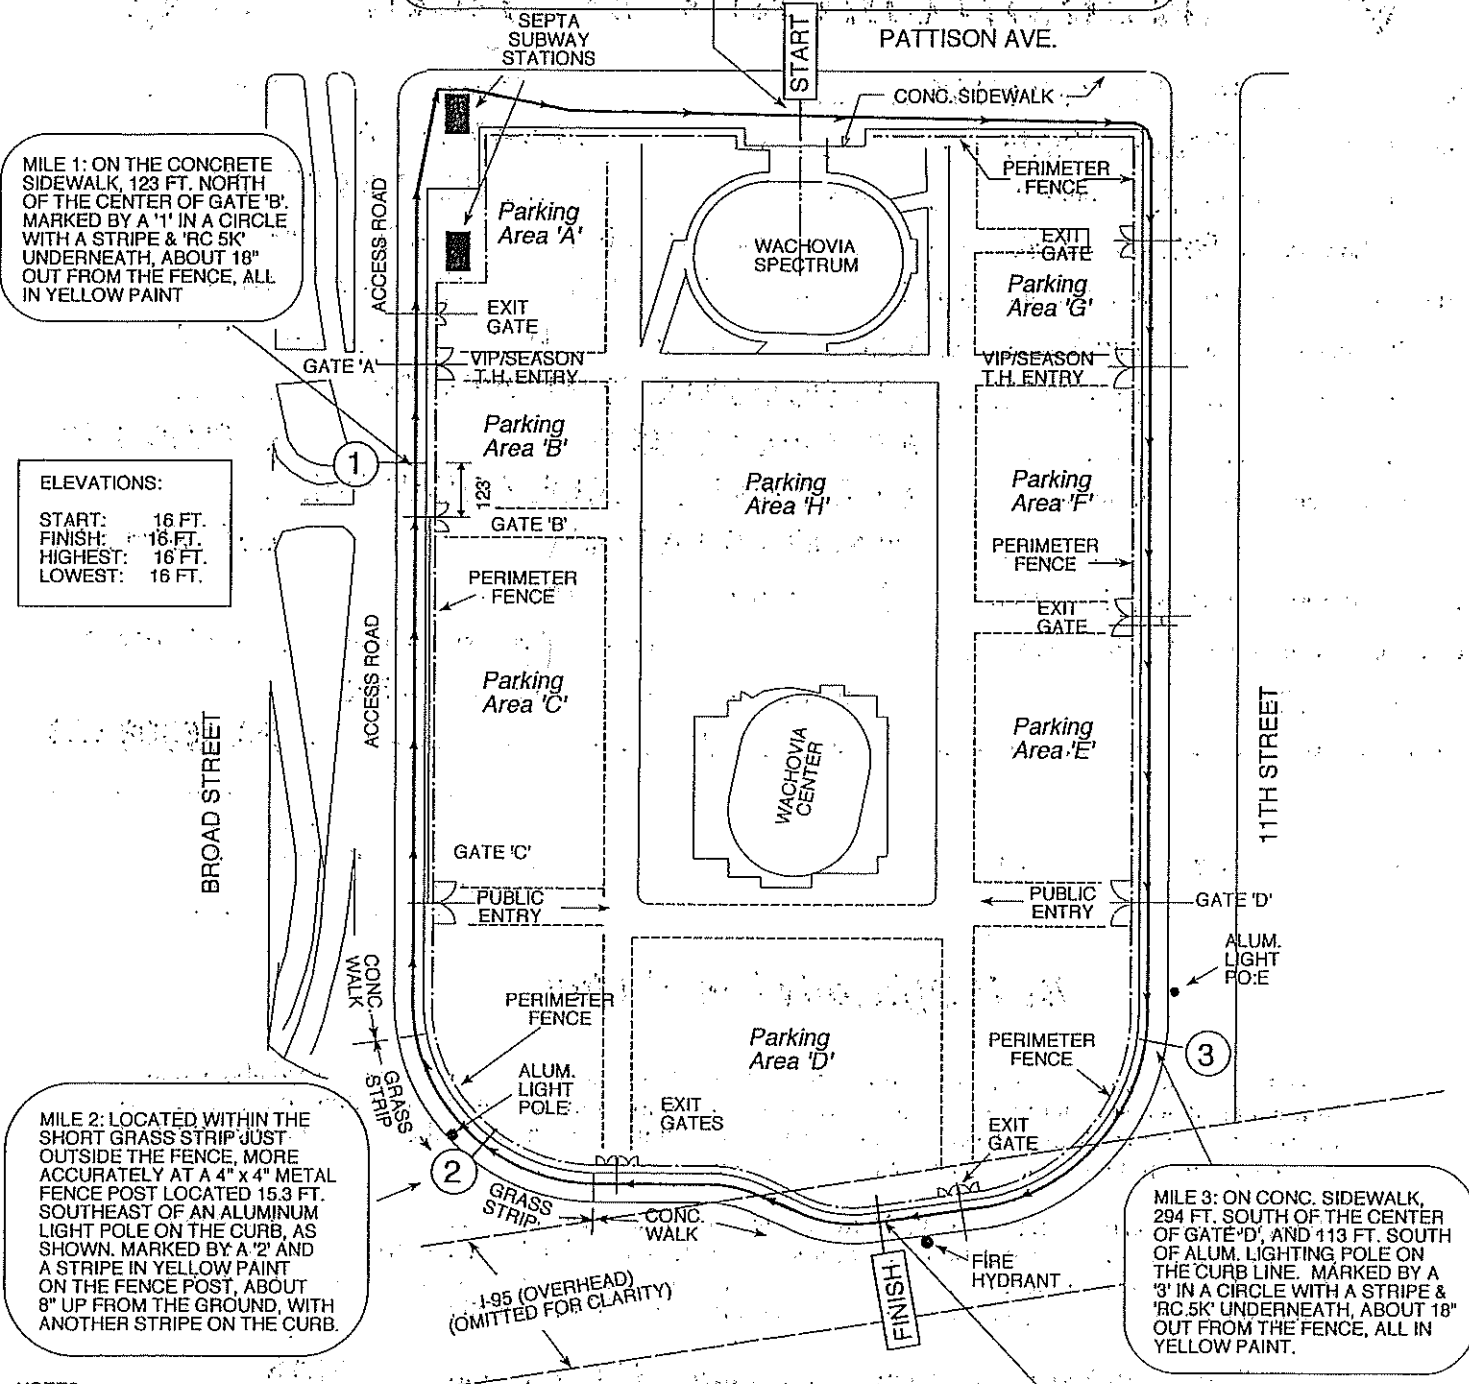 SEPTA
SUBWAY
STATIONS
START
PATTISON AVE.
CONC. SIDEWALK
MILE 1: ON THE CONCRETE
SIDEWALK, 123 FT. NORTH
OF THE CENTER OF GATE 'B'.
MARKED BY A '1' IN A CIRCLE
WITH A STRIPE & 'RC 5K'
UNDERNEATH, ABOUT 18"
OUT FROM THE FENCE, ALL
IN YELLOW PAINT
ACCESS ROAD
Parking
Area 'A'
WACHOVIA
SPECTRUM
PERIMETER
FENCE
EXIT
GATE
Parking
Area 'G'
EXIT
GATE
GATE 'A'
VIP/SEASON
T.H. ENTRY
VIP/SEASON
T.H. ENTRY
Parking
Area 'B'
1
123'
GATE 'B'
Parking
Area 'H'
Parking
Area 'F'
ELEVATIONS:
START: 16 FT.
FINISH: 16 FT.
HIGHEST: 16 FT.
LOWEST: 16 FT.
PERIMETER
FENCE
PERIMETER
FENCE
EXIT
GATE
ACCESS ROAD
Parking
Area 'C'
BROAD STREET
WACHOVIA
CENTER
Parking
Area 'E'
11TH STREET
GATE 'C'
PUBLIC
ENTRY
PUBLIC
ENTRY
GATE 'D'
ALUM.
LIGHT
PO:E
CONC.
WALK
PERIMETER
FENCE
Parking
Area 'D'
PERIMETER
FENCE
3
GRASS
STRIP
ALUM.
LIGHT
POLE
EXIT
GATES
EXIT
GATE
MILE 2: LOCATED WITHIN THE
SHORT GRASS STRIP JUST
OUTSIDE THE FENCE, MORE
ACCURATELY AT A 4" x 4" METAL
FENCE POST LOCATED 15.3 FT.
SOUTHEAST OF AN ALUMINUM
LIGHT POLE ON THE CURB, AS
SHOWN. MARKED BY A '2' AND
A STRIPE IN YELLOW PAINT
ON THE FENCE POST, ABOUT
8" UP FROM THE GROUND, WITH
ANOTHER STRIPE ON THE CURB.
2
GRASS
STRIP
CONC.
WALK
I-95 (OVERHEAD)
(OMITTED FOR CLARITY)
FINISH
FIRE
HYDRANT
MILE 3: ON CONC. SIDEWALK,
294 FT. SOUTH OF THE CENTER
OF GATE 'D', AND 113 FT. SOUTH
OF ALUM. LIGHTING POLE ON
THE CURB LINE. MARKED BY A
'3' IN A CIRCLE WITH A STRIPE &
'RC 5K' UNDERNEATH, ABOUT 18"
OUT FROM THE FENCE, ALL IN
YELLOW PAINT.